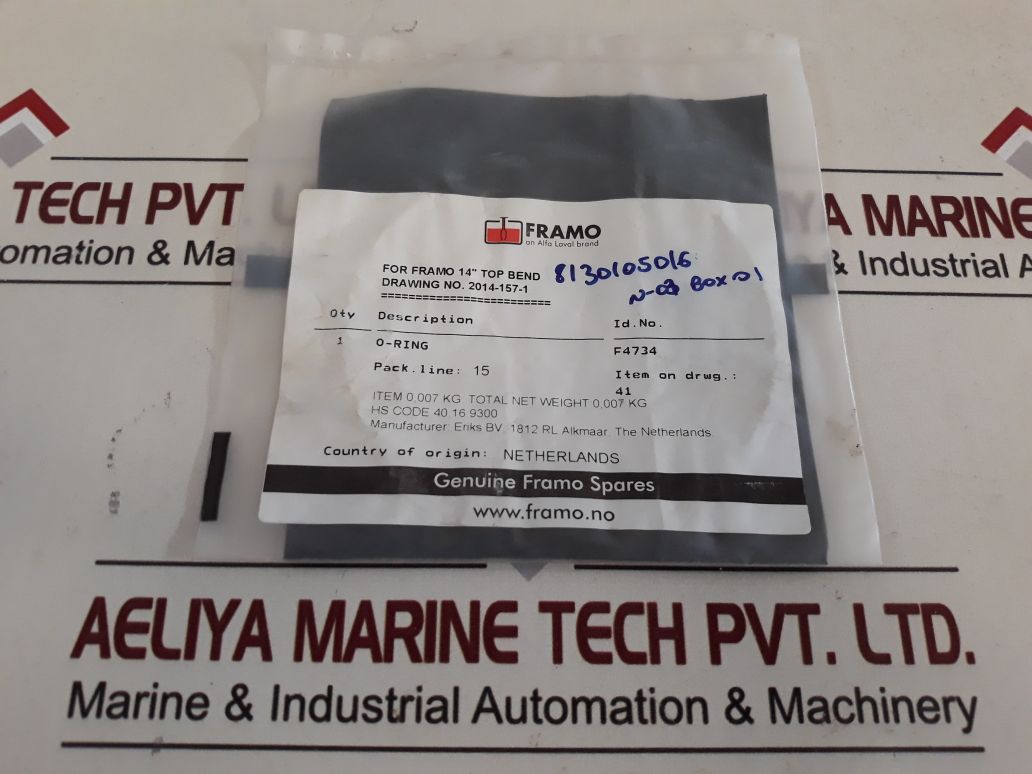 TECH PVT
AELIYA MARINE
omation & Ma
& Industrial A
FRAMO
an Alfa Laval brand
FOR FRAMO 14" TOP BEND
DRAWING NO. 2014-157-1
=========================
8130105016
BOX 01
Qty Description Id.No.
1 O-RING F4734
Pack.line: 15 Item on drwg.:
41
ITEM 0,007 KG TOTAL NET WEIGHT 0,007 KG
HS CODE 40.16.9300
Manufacturer: Eriks BV, 1812 RL Alkmaar, The Netherlands
Country of origin: NETHERLANDS
Genuine Framo Spares
www.framo.no
AELIYA MARINE TECH PVT. LTD.
Marine & Industrial Automation & Machinery